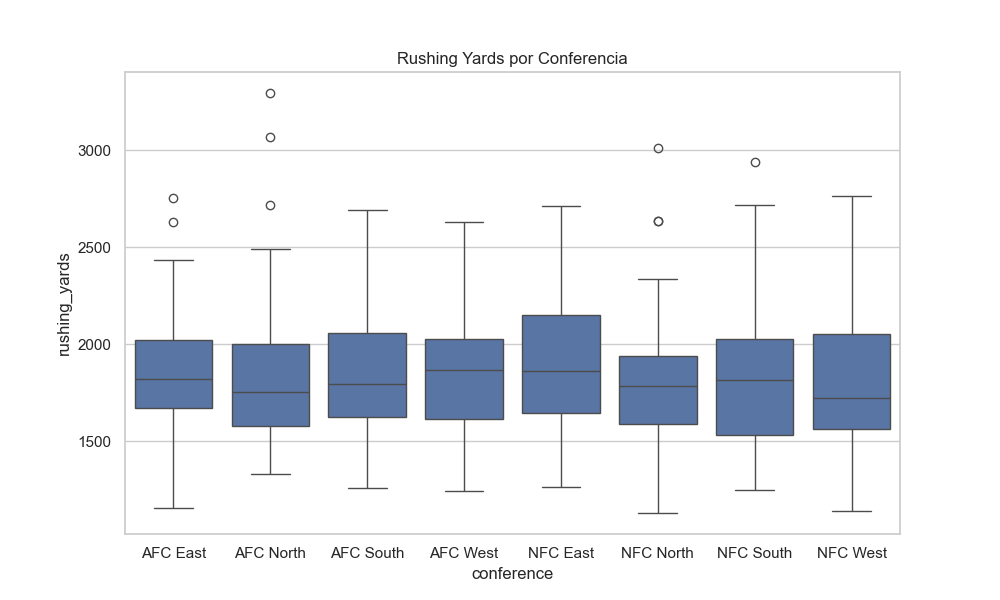 Rushing Yards por Conferencia
3000
2500
2000
1500
rushing_yards
AFC East AFC North AFC South AFC West NFC East NFC North NFC South NFC West
conference